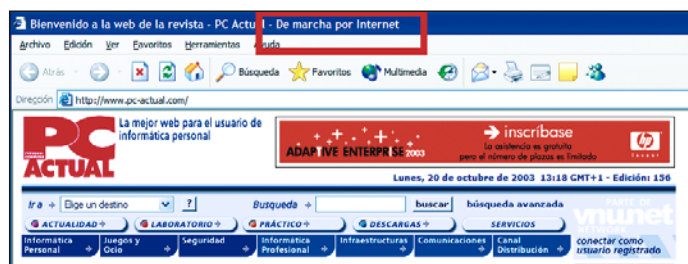 Bienvenido a la web de la revista - PC Actual - De marcha por Internet
Archivo Edición Ver Favoritos Herramientas Ayuda
Atrás Búsqueda Favoritos Multimedia
Dirección http://www.pc-actual.com/
PC ACTUAL
La mejor web para el usuario de informática personal
ADAPTIVE ENTERPRISE 2003
inscríbase
La asistencia es gratuita
pero el número de plazas es limitado
hp
invent
Lunes, 20 de octubre de 2003 13:18 GMT+1 - Edición: 156
Ir a Elige un destino ? Busqueda buscar búsqueda avanzada
PARTE DE
vnunet
NETWORK
ACTUALIDAD LABORATORIO PRÁCTICO DESCARGAS SERVICIOS
Informática Personal Juegos y Ocio Seguridad Informática Profesional Infraestructuras Comunicaciones Canal Distribución
conectar como usuario registrado